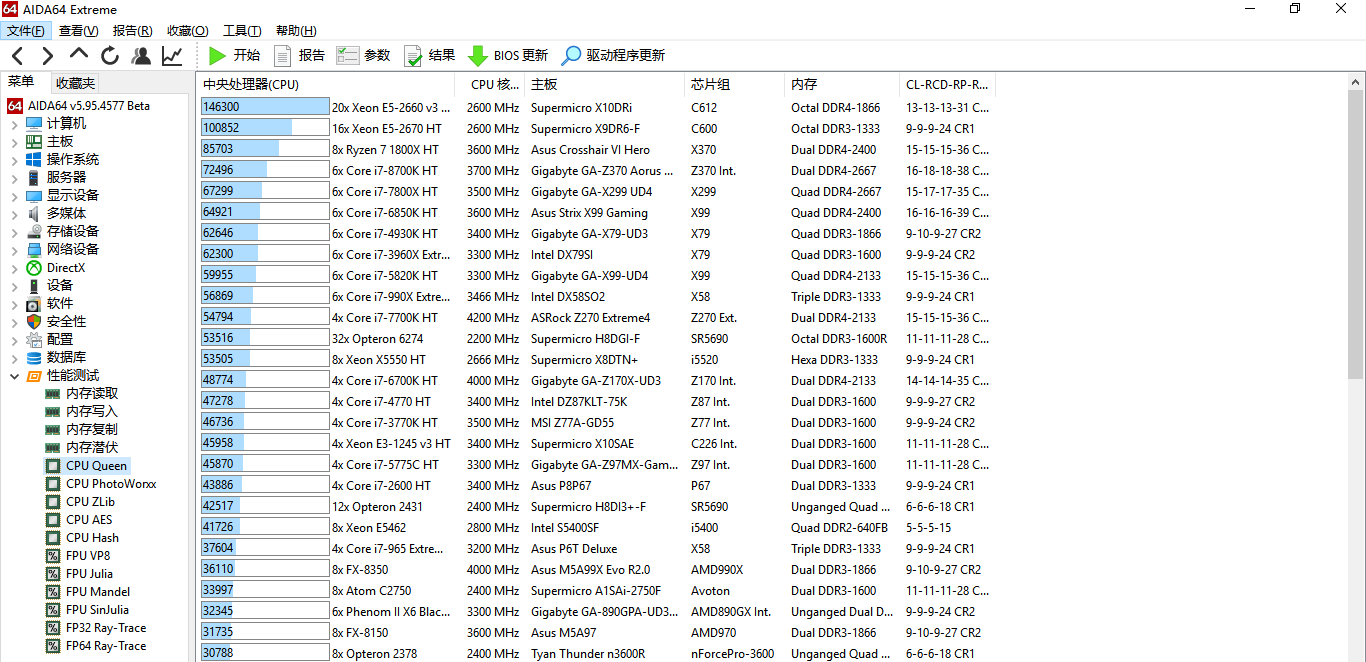 64 AIDA64 Extreme
文件(F) 查看(V) 报告(R) 收藏(O) 工具(T) 帮助(H)
开始 报告 参数 结果 BIOS 更新 驱动程序更新
菜单 收藏夹
64 AIDA64 v5.95.4577 Beta
计算机
主板
操作系统
服务器
显示设备
多媒体
存储设备
网络设备
DirectX
设备
软件
安全性
配置
数据库
性能测试
内存读取
内存写入
内存复制
内存潜伏
CPU Queen
CPU PhotoWorxx
CPU ZLib
CPU AES
CPU Hash
FPU VP8
FPU Julia
FPU Mandel
FPU SinJulia
FP32 Ray-Trace
FP64 Ray-Trace
中央处理器(CPU) CPU 核... 主板 芯片组 内存 CL-RCD-RP-R...
146300 20x Xeon E5-2660 v3 ... 2600 MHz Supermicro X10DRi C612 Octal DDR4-1866 13-13-13-31 C...
100852 16x Xeon E5-2670 HT 2600 MHz Supermicro X9DR6-F C600 Octal DDR3-1333 9-9-9-24 CR1
85703 8x Ryzen 7 1800X HT 3600 MHz Asus Crosshair VI Hero X370 Dual DDR4-2400 15-15-15-36 C...
72496 6x Core i7-8700K HT 3700 MHz Gigabyte GA-Z370 Aorus ... Z370 Int. Dual DDR4-2667 16-18-18-38 C...
67299 6x Core i7-7800X HT 3500 MHz Gigabyte GA-X299 UD4 X299 Quad DDR4-2667 15-17-17-35 C...
64921 6x Core i7-6850K HT 3600 MHz Asus Strix X99 Gaming X99 Quad DDR4-2400 16-16-16-39 C...
62646 6x Core i7-4930K HT 3400 MHz Gigabyte GA-X79-UD3 X79 Quad DDR3-1866 9-10-9-27 CR2
62300 6x Core i7-3960X Extr... 3300 MHz Intel DX79SI X79 Quad DDR3-1600 9-9-9-24 CR2
59955 6x Core i7-5820K HT 3300 MHz Gigabyte GA-X99-UD4 X99 Quad DDR4-2133 15-15-15-36 C...
56869 6x Core i7-990X Extre... 3466 MHz Intel DX58SO2 X58 Triple DDR3-1333 9-9-9-24 CR1
54794 4x Core i7-7700K HT 4200 MHz ASRock Z270 Extreme4 Z270 Ext. Dual DDR4-2133 15-15-15-36 C...
53516 32x Opteron 6274 2200 MHz Supermicro H8DGI-F SR5690 Octal DDR3-1600R 11-11-11-28 C...
53505 8x Xeon X5550 HT 2666 MHz Supermicro X8DTN+ i5520 Hexa DDR3-1333 9-9-9-24 CR1
48774 4x Core i7-6700K HT 4000 MHz Gigabyte GA-Z170X-UD3 Z170 Int. Dual DDR4-2133 14-14-14-35 C...
47278 4x Core i7-4770 HT 3400 MHz Intel DZ87KLT-75K Z87 Int. Dual DDR3-1600 9-9-9-27 CR2
46736 4x Core i7-3770K HT 3500 MHz MSI Z77A-GD55 Z77 Int. Dual DDR3-1600 9-9-9-24 CR2
45958 4x Xeon E3-1245 v3 HT 3400 MHz Supermicro X10SAE C226 Int. Dual DDR3-1600 11-11-11-28 C...
45870 4x Core i7-5775C HT 3300 MHz Gigabyte GA-Z97MX-Gam... Z97 Int. Dual DDR3-1600 11-11-11-28 C...
43886 4x Core i7-2600 HT 3400 MHz Asus P8P67 P67 Dual DDR3-1333 9-9-9-24 CR1
42517 12x Opteron 2431 2400 MHz Supermicro H8DI3+-F SR5690 Unganged Quad ... 6-6-6-18 CR1
41726 8x Xeon E5462 2800 MHz Intel S5400SF i5400 Quad DDR2-640FB 5-5-5-15
37604 4x Core i7-965 Extre... 3200 MHz Asus P6T Deluxe X58 Triple DDR3-1333 9-9-9-24 CR1
36110 8x FX-8350 4000 MHz Asus M5A99X Evo R2.0 AMD990X Dual DDR3-1866 9-10-9-27 CR2
33997 8x Atom C2750 2400 MHz Supermicro A1SAi-2750F Avoton Dual DDR3-1600 11-11-11-28 C...
32345 6x Phenom II X6 Blac... 3300 MHz Gigabyte GA-890GPA-UD3... AMD890GX Int. Unganged Dual D... 9-9-9-24 CR2
31735 8x FX-8150 3600 MHz Asus M5A97 AMD970 Dual DDR3-1866 9-10-9-27 CR2
30788 8x Opteron 2378 2400 MHz Tyan Thunder n3600R nForcePro-3600 Unganged Quad ... 6-6-6-18 CR1